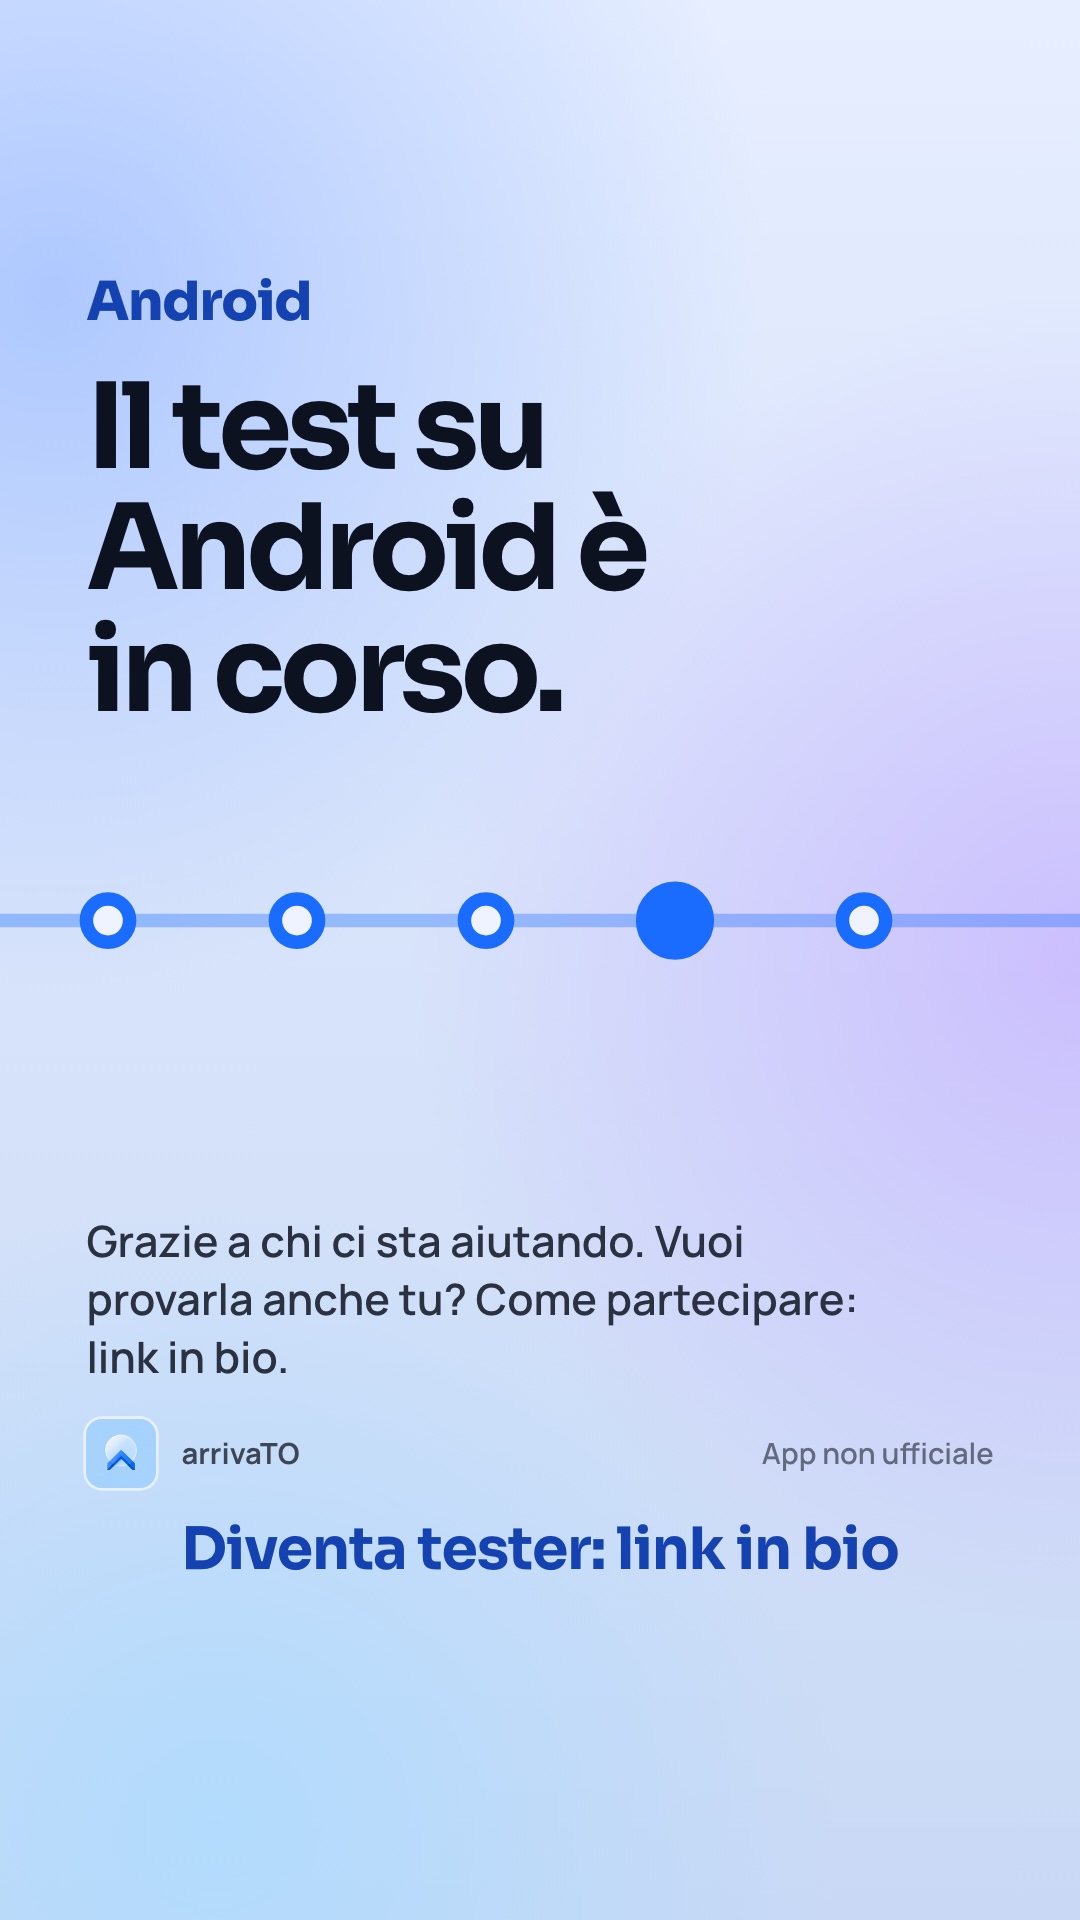 Android
Il test su
Android è
in corso.
Grazie a chi ci sta aiutando. Vuoi
provarla anche tu? Come partecipare:
link in bio.
arrivaTO
App non ufficiale
Diventa tester: link in bio